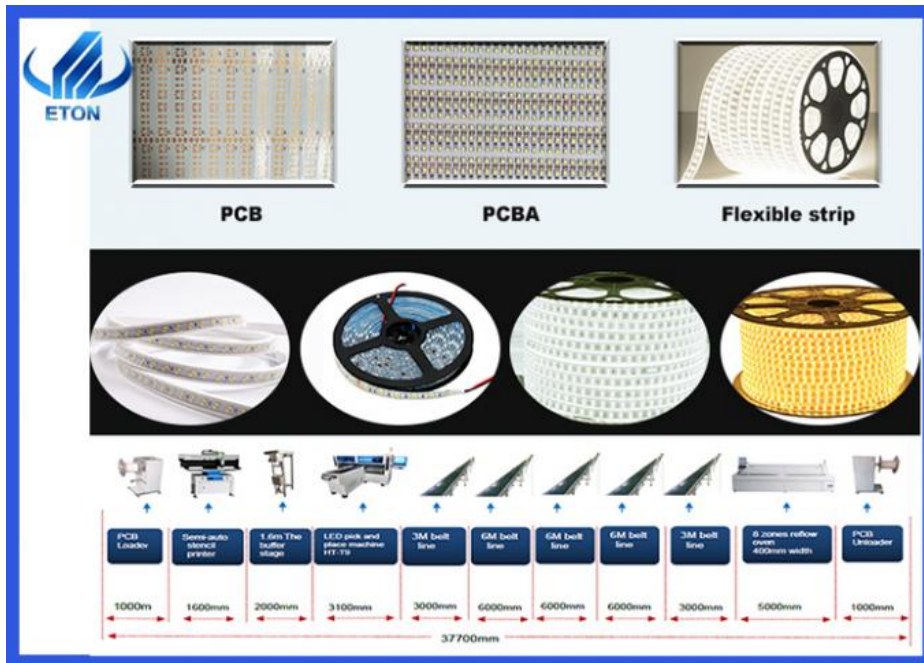 ETON
PCB
PCBA
Flexible strip
PCB
Loader
Semi-auto
stencil
printer
1.6m The
buffer
stage
LED pick and
place machine
HT-T9
3M belt
line
6M belt
line
6M belt
line
6M belt
line
3M belt
line
8 zones reflow
oven
400mm width
PCB
Unloader
1000m
1600mm
2000mm
3100mm
3000mm
6000mm
6000mm
6000mm
3000mm
5000mm
1000mm
37700mm